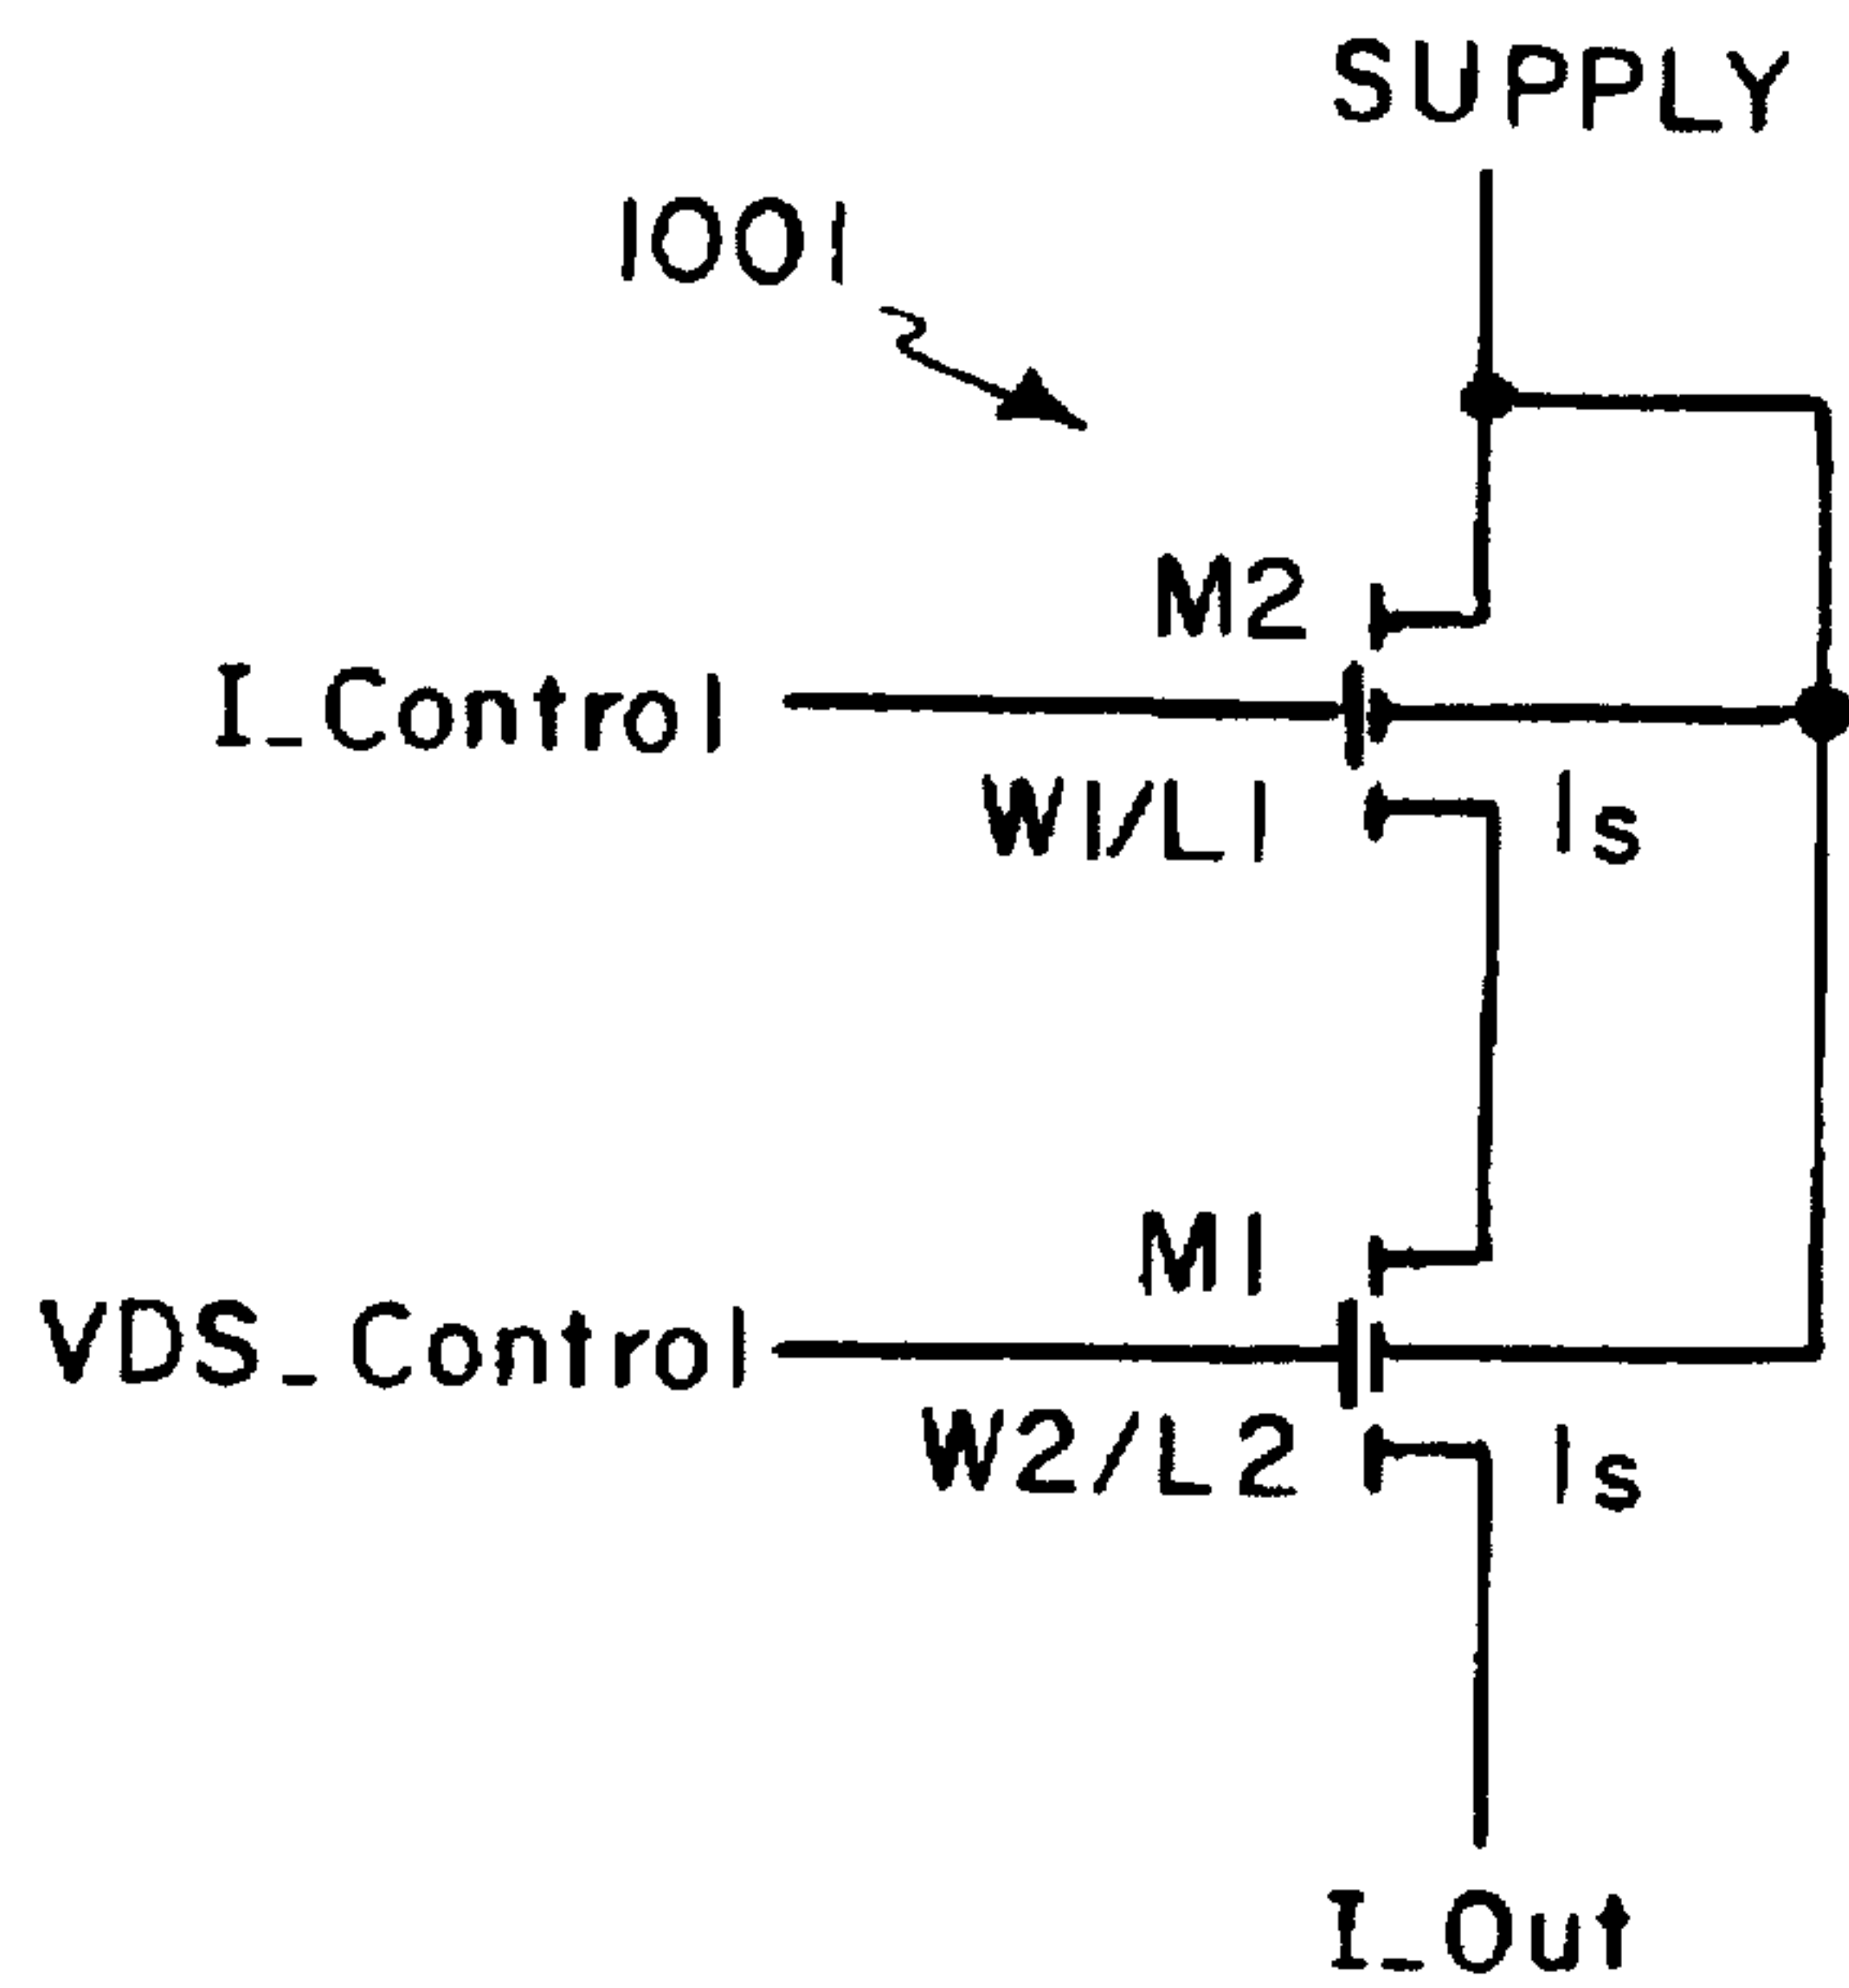 SUPPLY
1001
M2
I_Control
W1/L1
Is
M1
VDS_Control
W2/L2
Is
I_Out